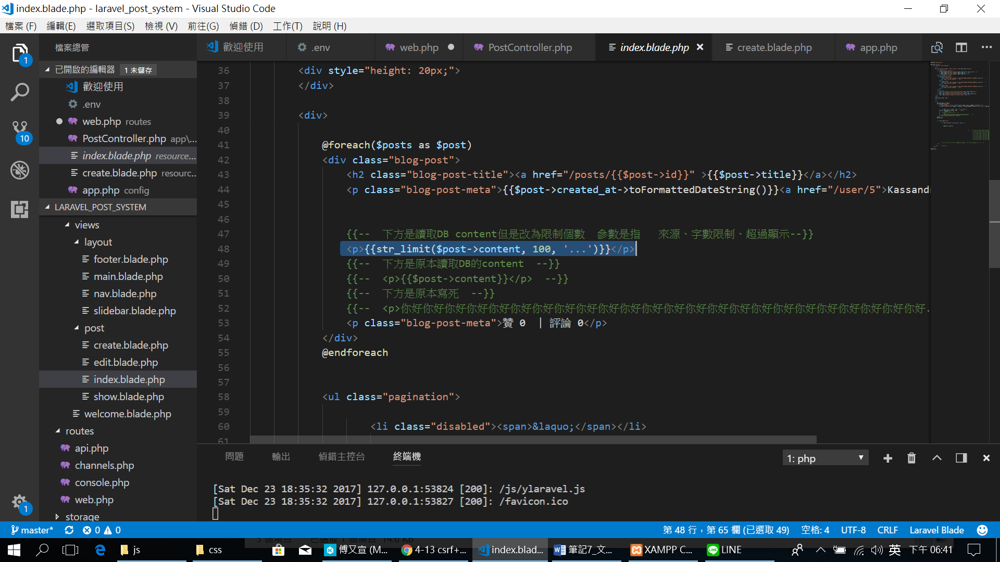 index.blade.php - laravel_post_system - Visual Studio Code
檔案 (F) 編輯(E) 選取項目(S) 檢視 (V) 前往(G) 偵錯 (D) 工作(T) 說明 (H)
檔案總管
歡迎使用 .env web.php PostController.php index.blade.php create.blade.php app.php
1
已開啟的編輯器 1 未儲存
歡迎使用
.env
web.php routes
PostController.php app\...
index.blade.php resource...
create.blade.php resourc...
app.php config
10
LARAVEL_POST_SYSTEM
views
layout
footer.blade.php
main.blade.php
nav.blade.php
slidebar.blade.php
post
create.blade.php
edit.blade.php
index.blade.php
show.blade.php
welcome.blade.php
routes
api.php
channels.php
console.php
web.php
storage
1
36 <div style="height: 20px;">
37 </div>
38
39 <div>
40
41 @foreach($posts as $post)
42 <div class="blog-post">
43 <h2 class="blog-post-title"><a href="/posts/{{$post->id}}" >{{$post->title}}</a></h2>
44 <p class="blog-post-meta">{{$post->created_at->toFormattedDateString()}}<a href="/user/5">Kassand
45
46
47 {{-- 下方是讀取DB content但是改為限制個數 參數是指 來源、字數限制、超過顯示--}}
48 <p>{{str_limit($post->content, 100, '...')}}</p>
49 {{-- 下方是原本讀取DB的content --}}
50 {{-- <p>{{$post->content}}</p> --}}
51 {{-- 下方是原本寫死 --}}
52 {{-- <p>你好你好你好你好你好你好你好你好你好你好你好你好你好你好你好你好你好你好你好你好你好你好你好你好.
53 <p class="blog-post-meta">贊 0 | 評論 0</p>
54 </div>
55 @endforeach
56
57
58 <ul class="pagination">
59
60 <li class="disabled"><span>&laquo;</span></li>
61
問題 輸出 偵錯主控台 終端機 1: php
[Sat Dec 23 18:35:32 2017] 127.0.0.1:53824 [200]: /js/ylaravel.js
[Sat Dec 23 18:35:32 2017] 127.0.0.1:53827 [200]: /favicon.ico
master* 0 0 第 48 行，第 65 欄 (已選取 49) 空格: 4 UTF-8 CRLF Laravel Blade
js css 傅又宣 (M... 4-13 csrf+... index.blad... 筆記7_文... XAMPP C... LINE 英 下午 06:41